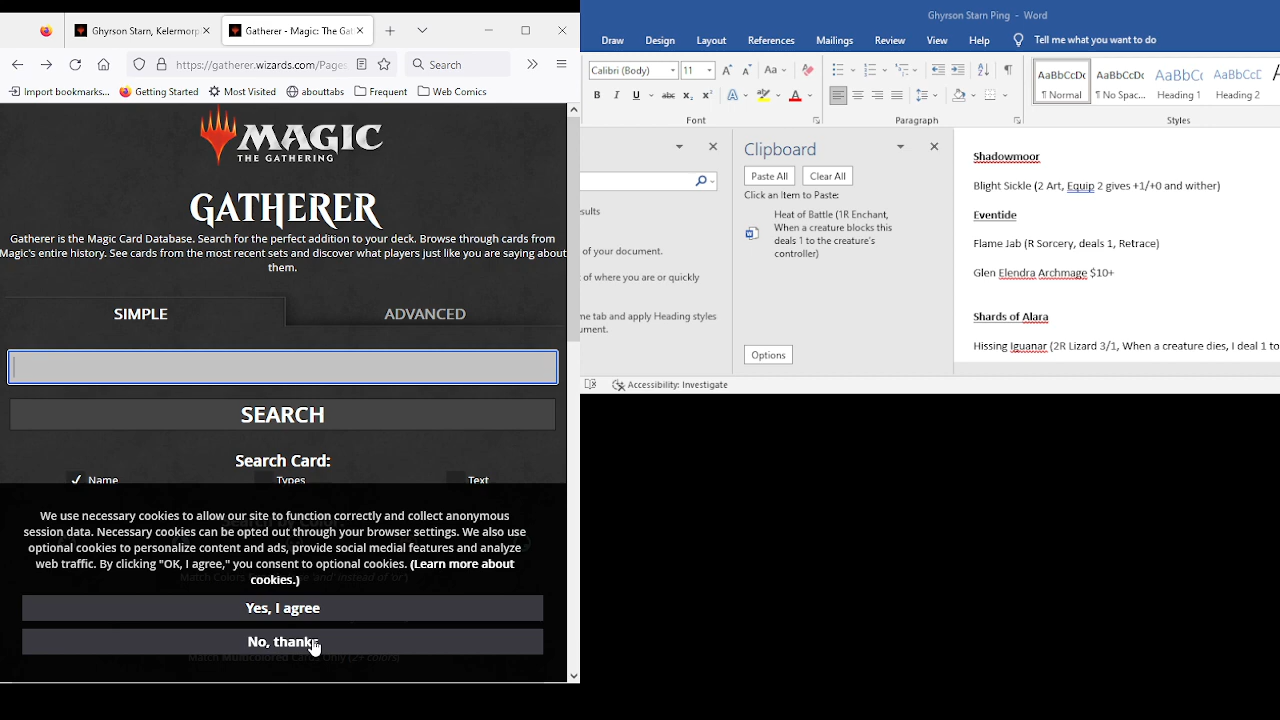 Ghyrson Starn, Kelermorp
Gatherer - Magic: The Gat
https://gatherer.wizards.com/Pages
Search
Import bookmarks...
Getting Started
Most Visited
abouttabs
Frequent
Web Comics
MAGIC
THE GATHERING
GATHERER
Gatherer is the Magic Card Database. Search for the perfect addition to your deck. Browse through cards from
Magic's entire history. See cards from the most recent sets and discover what players just like you are saying about
them.
SIMPLE
ADVANCED
SEARCH
Search Card:
Name
Types
Text
We use necessary cookies to allow our site to function correctly and collect anonymous
session data. Necessary cookies can be opted out through your browser settings. We also use
optional cookies to personalize content and ads, provide social medial features and analyze
web traffic. By clicking "OK, I agree," you consent to optional cookies. (Learn more about
cookies.)
Yes, I agree
No, thanks
Match Multicolored Cards Only (2+ colors)
Ghyrson Starn Ping - Word
Draw
Design
Layout
References
Mailings
Review
View
Help
Tell me what you want to do
Calibri (Body)
11
Font
Paragraph
AaBbCcDc
¶ Normal
AaBbCcDc
¶ No Spac...
AaBbCc
Heading 1
AaBbCcD
Heading 2
Styles
sults
of your document.
of where you are or quickly
me tab and apply Heading styles
ument.
Clipboard
Paste All
Clear All
Click an Item to Paste:
Heat of Battle (1R Enchant,
When a creature blocks this
deals 1 to the creature's
controller)
Options
Shadowmoor
Blight Sickle (2 Art, Equip 2 gives +1/+0 and wither)
Eventide
Flame Jab (R Sorcery, deals 1, Retrace)
Glen Elendra Archmage $10+
Shards of Alara
Hissing Iguanar (2R Lizard 3/1, When a creature dies, I deal 1 to
Accessibility: Investigate